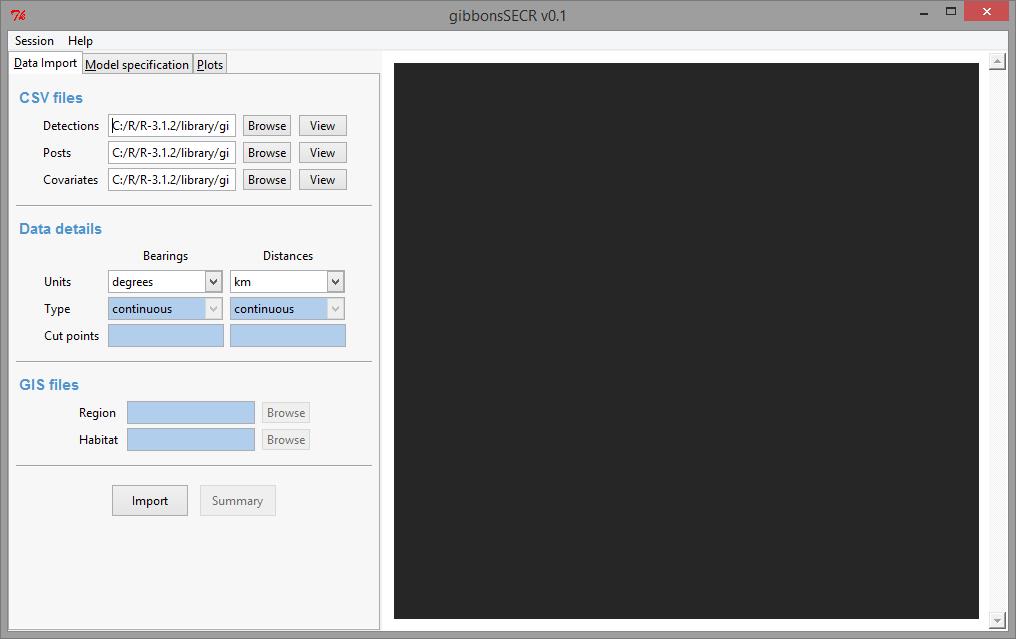 gibbonsSECR v0.1
Session Help
Data Import Model specification Plots
CSV files
Detections C:/R/R-3.1.2/library/gi Browse View
Posts C:/R/R-3.1.2/library/gi Browse View
Covariates C:/R/R-3.1.2/library/gi Browse View
Data details
Bearings Distances
Units degrees km
Type continuous continuous
Cut points
GIS files
Region Browse
Habitat Browse
Import Summary